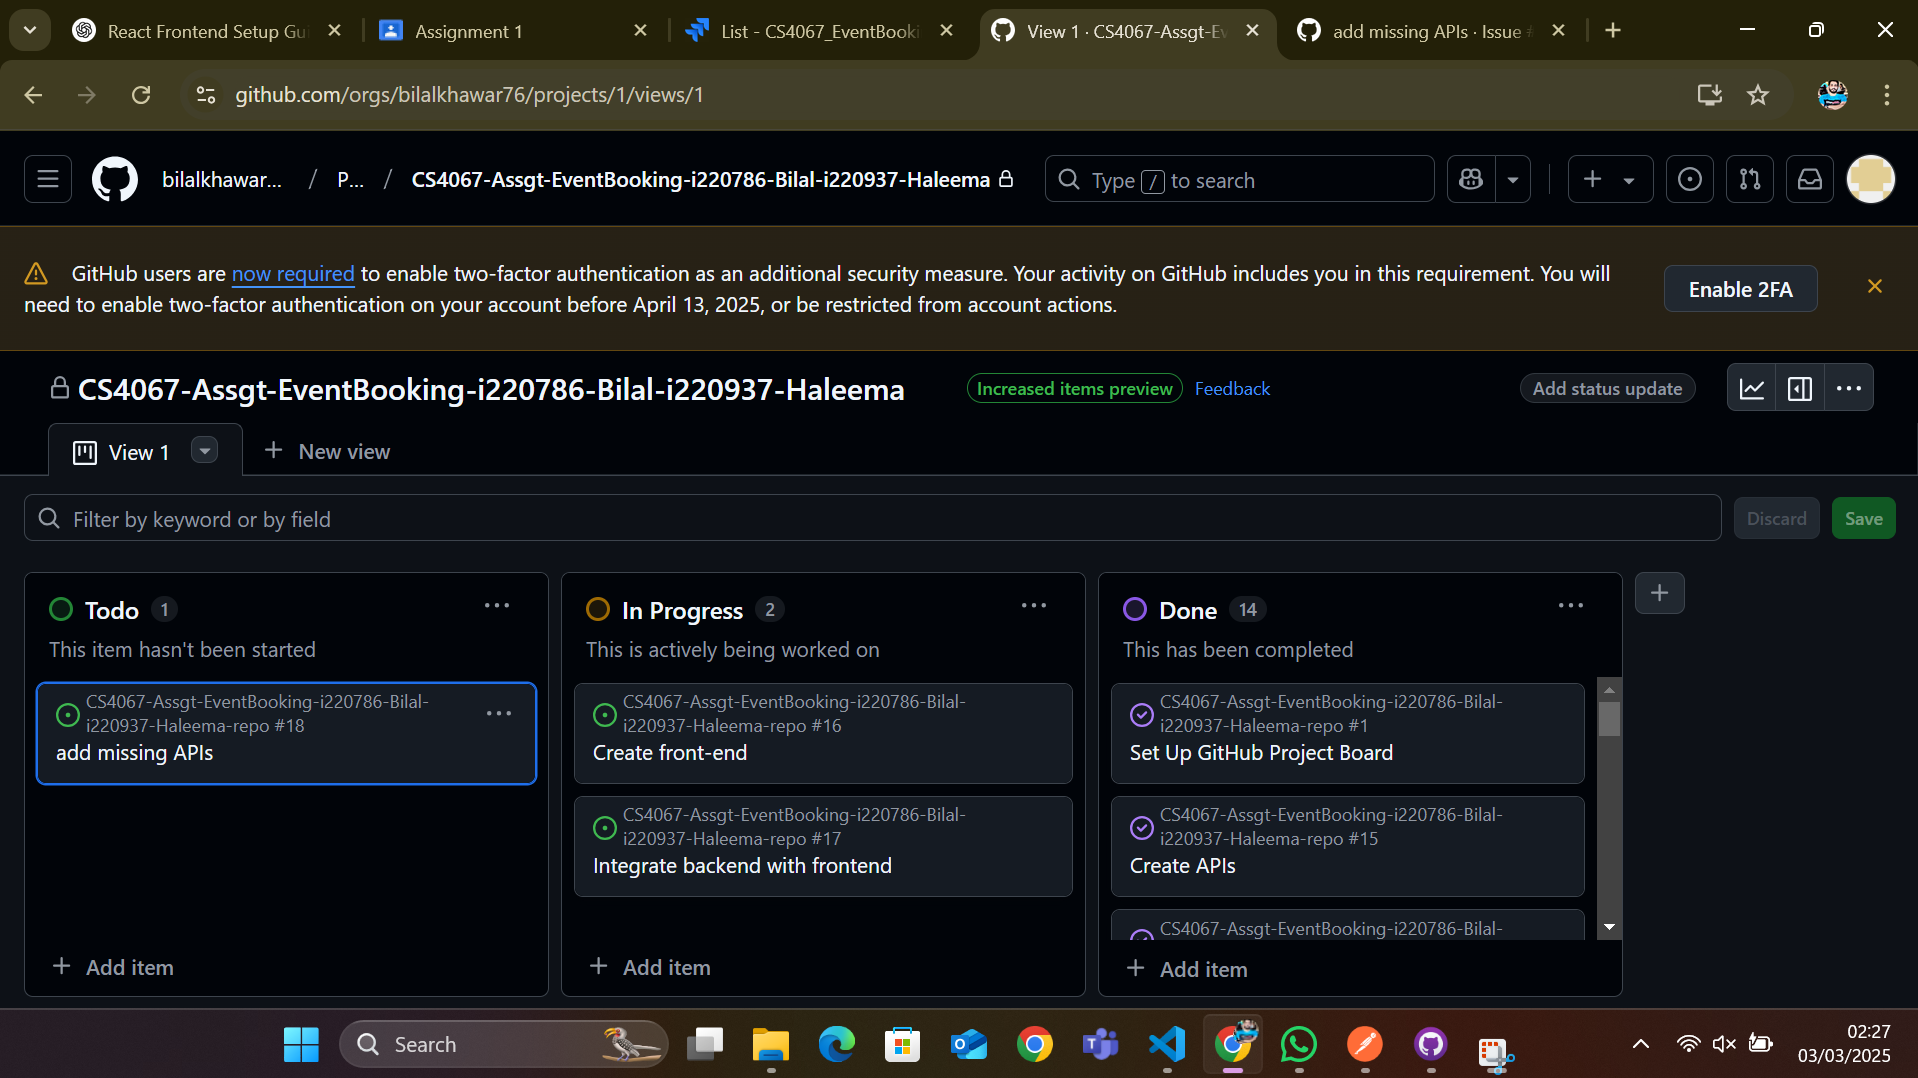 React Frontend Setup Gui
Assignment 1
List - CS4067_EventBooki
View 1 · CS4067-Assgt-Ev
add missing APIs · Issue #
github.com/orgs/bilalkhawar76/projects/1/views/1
bilalkhawar... / P... / CS4067-Assgt-EventBooking-i220786-Bilal-i220937-Haleema
Type / to search
GitHub users are now required to enable two-factor authentication as an additional security measure. Your activity on GitHub includes you in this requirement. You will
need to enable two-factor authentication on your account before April 13, 2025, or be restricted from account actions.
Enable 2FA
CS4067-Assgt-EventBooking-i220786-Bilal-i220937-Haleema
Increased items preview
Feedback
Add status update
View 1
New view
Filter by keyword or by field
Discard
Save
Todo 1
This item hasn't been started
CS4067-Assgt-EventBooking-i220786-Bilal-
i220937-Haleema-repo #18
add missing APIs
Add item
In Progress 2
This is actively being worked on
CS4067-Assgt-EventBooking-i220786-Bilal-
i220937-Haleema-repo #16
Create front-end
CS4067-Assgt-EventBooking-i220786-Bilal-
i220937-Haleema-repo #17
Integrate backend with frontend
Add item
Done 14
This has been completed
CS4067-Assgt-EventBooking-i220786-Bilal-
i220937-Haleema-repo #1
Set Up GitHub Project Board
CS4067-Assgt-EventBooking-i220786-Bilal-
i220937-Haleema-repo #15
Create APIs
CS4067-Assgt-EventBooking-i220786-Bilal-
Add item
Search
02:27
03/03/2025